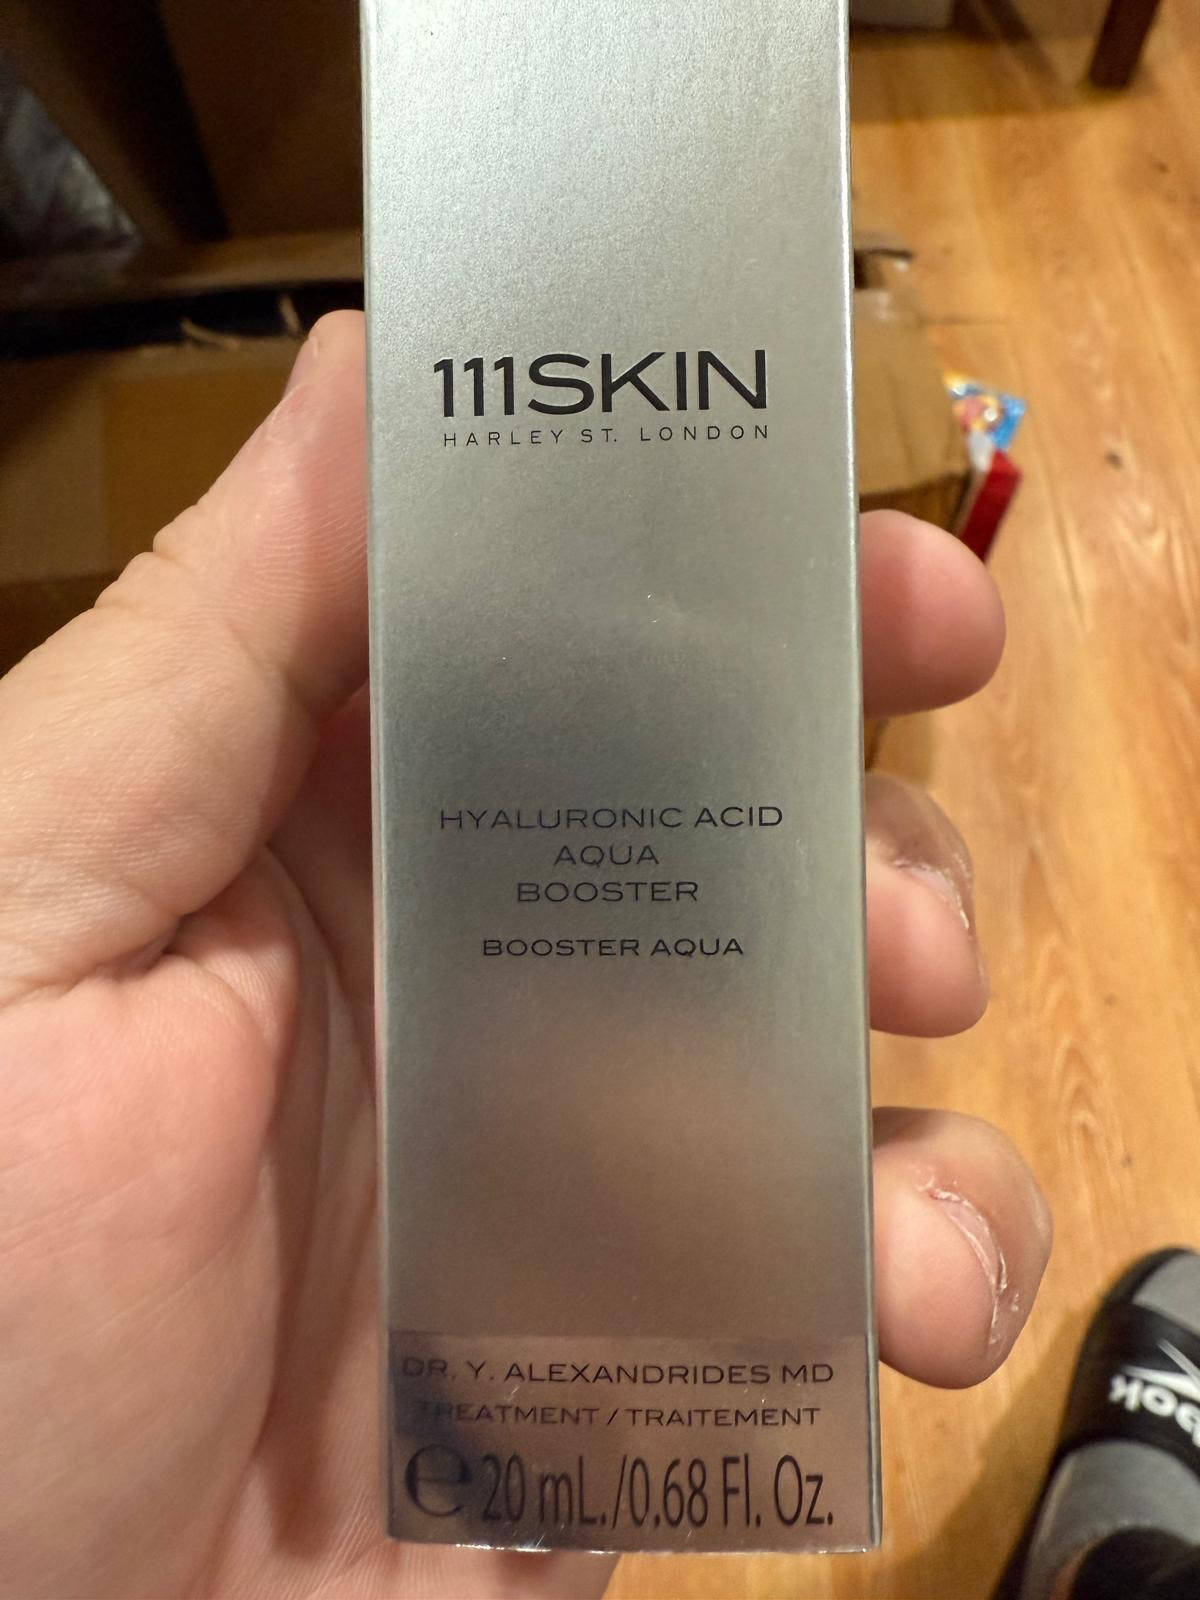 111SKIN
HARLEY ST. LONDON
HYALURONIC ACID
AQUA
BOOSTER
BOOSTER AQUA
DR. Y. ALEXANDRIDES MD
TREATMENT / TRAITEMENT
e 20 mL./0.68 Fl. Oz.